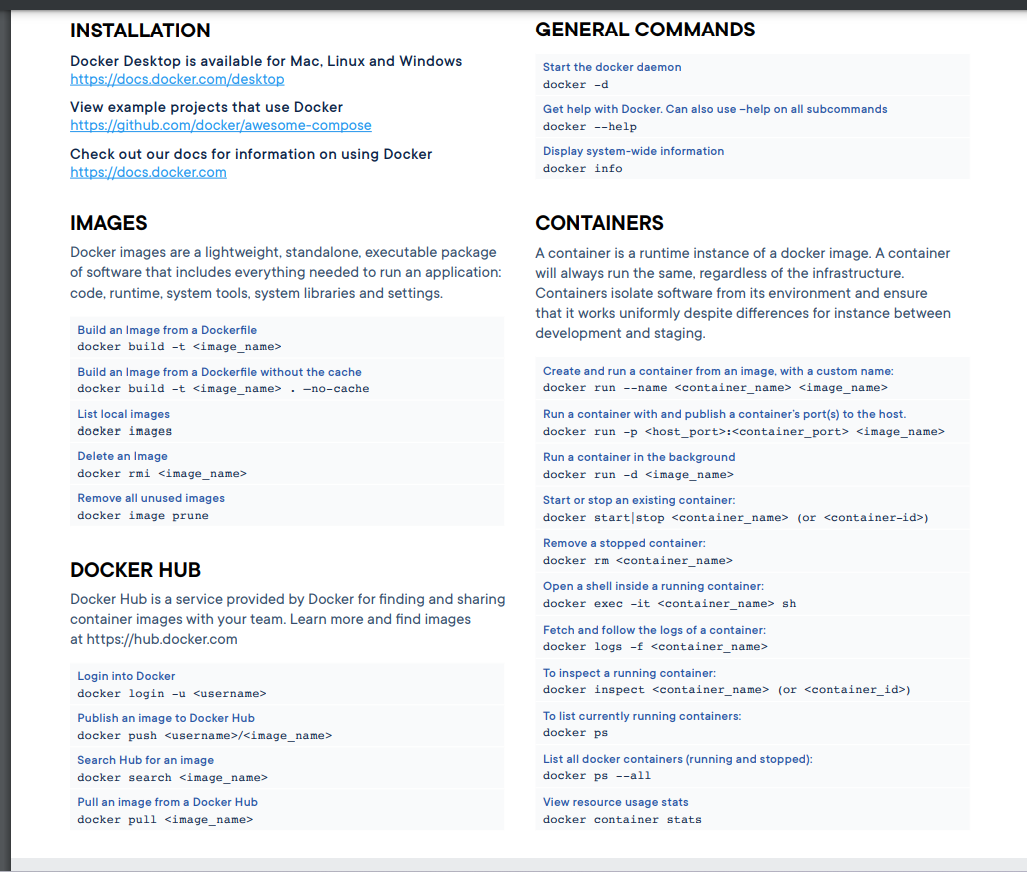 INSTALLATION
Docker Desktop is available for Mac, Linux and Windows
https://docs.docker.com/desktop
View example projects that use Docker
https://github.com/docker/awesome-compose
Check out our docs for information on using Docker
https://docs.docker.com
IMAGES
Docker images are a lightweight, standalone, executable package
of software that includes everything needed to run an application:
code, runtime, system tools, system libraries and settings.
Build an Image from a Dockerfile
docker build -t <image_name>
Build an Image from a Dockerfile without the cache
docker build -t <image_name> . —no-cache
List local images
docker images
Delete an Image
docker rmi <image_name>
Remove all unused images
docker image prune
DOCKER HUB
Docker Hub is a service provided by Docker for finding and sharing
container images with your team. Learn more and find images
at https://hub.docker.com
Login into Docker
docker login -u <username>
Publish an image to Docker Hub
docker push <username>/<image_name>
Search Hub for an image
docker search <image_name>
Pull an image from a Docker Hub
docker pull <image_name>
GENERAL COMMANDS
Start the docker daemon
docker -d
Get help with Docker. Can also use –help on all subcommands
docker --help
Display system-wide information
docker info
CONTAINERS
A container is a runtime instance of a docker image. A container
will always run the same, regardless of the infrastructure.
Containers isolate software from its environment and ensure
that it works uniformly despite differences for instance between
development and staging.
Create and run a container from an image, with a custom name:
docker run --name <container_name> <image_name>
Run a container with and publish a container’s port(s) to the host.
docker run -p <host_port>:<container_port> <image_name>
Run a container in the background
docker run -d <image_name>
Start or stop an existing container:
docker start|stop <container_name> (or <container-id>)
Remove a stopped container:
docker rm <container_name>
Open a shell inside a running container:
docker exec -it <container_name> sh
Fetch and follow the logs of a container:
docker logs -f <container_name>
To inspect a running container:
docker inspect <container_name> (or <container_id>)
To list currently running containers:
docker ps
List all docker containers (running and stopped):
docker ps --all
View resource usage stats
docker container stats